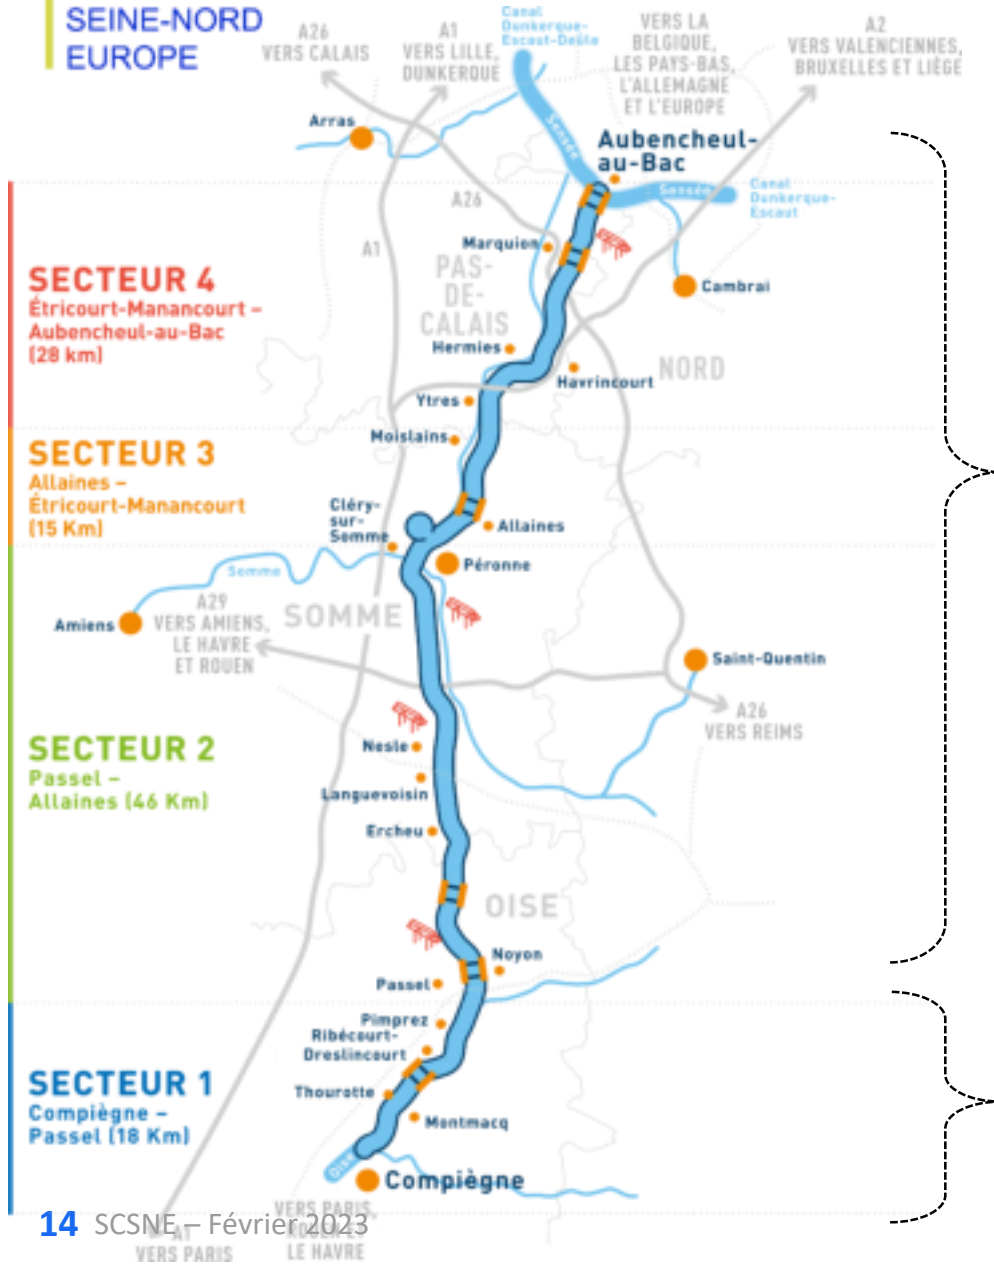 SEINE-NORD
EUROPE
A26
VERS CALAIS
A1
VERS LILLE,
DUNKERQUE
Canal
Dunkerque-
Escaut-Deûle
VERS LA
BELGIQUE,
LES PAYS-BAS,
L'ALLEMAGNE
ET L'EUROPE
A2
VERS VALENCIENNES,
BRUXELLES ET LIÈGE
Arras
Sensée
Aubencheul-
au-Bac
Sensée
Canal
Dunkerque-
Escaut
A26
A1
Marquion
PAS-
DE-
CALAIS
Cambrai
SECTEUR 4
Étricourt-Manancourt –
Aubencheul-au-Bac
(28 km)
Hermies
NORD
Havrincourt
Ytres
Moislains
SECTEUR 3
Allaines –
Étricourt-Manancourt
(15 Km)
Cléry-
sur-
Somme
Allaines
Péronne
Somme
Amiens
A29
VERS AMIENS,
LE HAVRE
ET ROUEN
SOMME
Saint-Quentin
A26
VERS REIMS
SECTEUR 2
Passel –
Allaines (46 Km)
Nesle
Languevoisin
Ercheu
OISE
Noyon
Passel
Pimprez
Ribécourt-
Dreslincourt
SECTEUR 1
Compiègne –
Passel (18 Km)
Thourotte
Montmacq
Oise
Compiègne
14 SCSNE – Février 2023
A1
VERS PARIS
VERS PARIS,
ROUEN ET
LE HAVRE